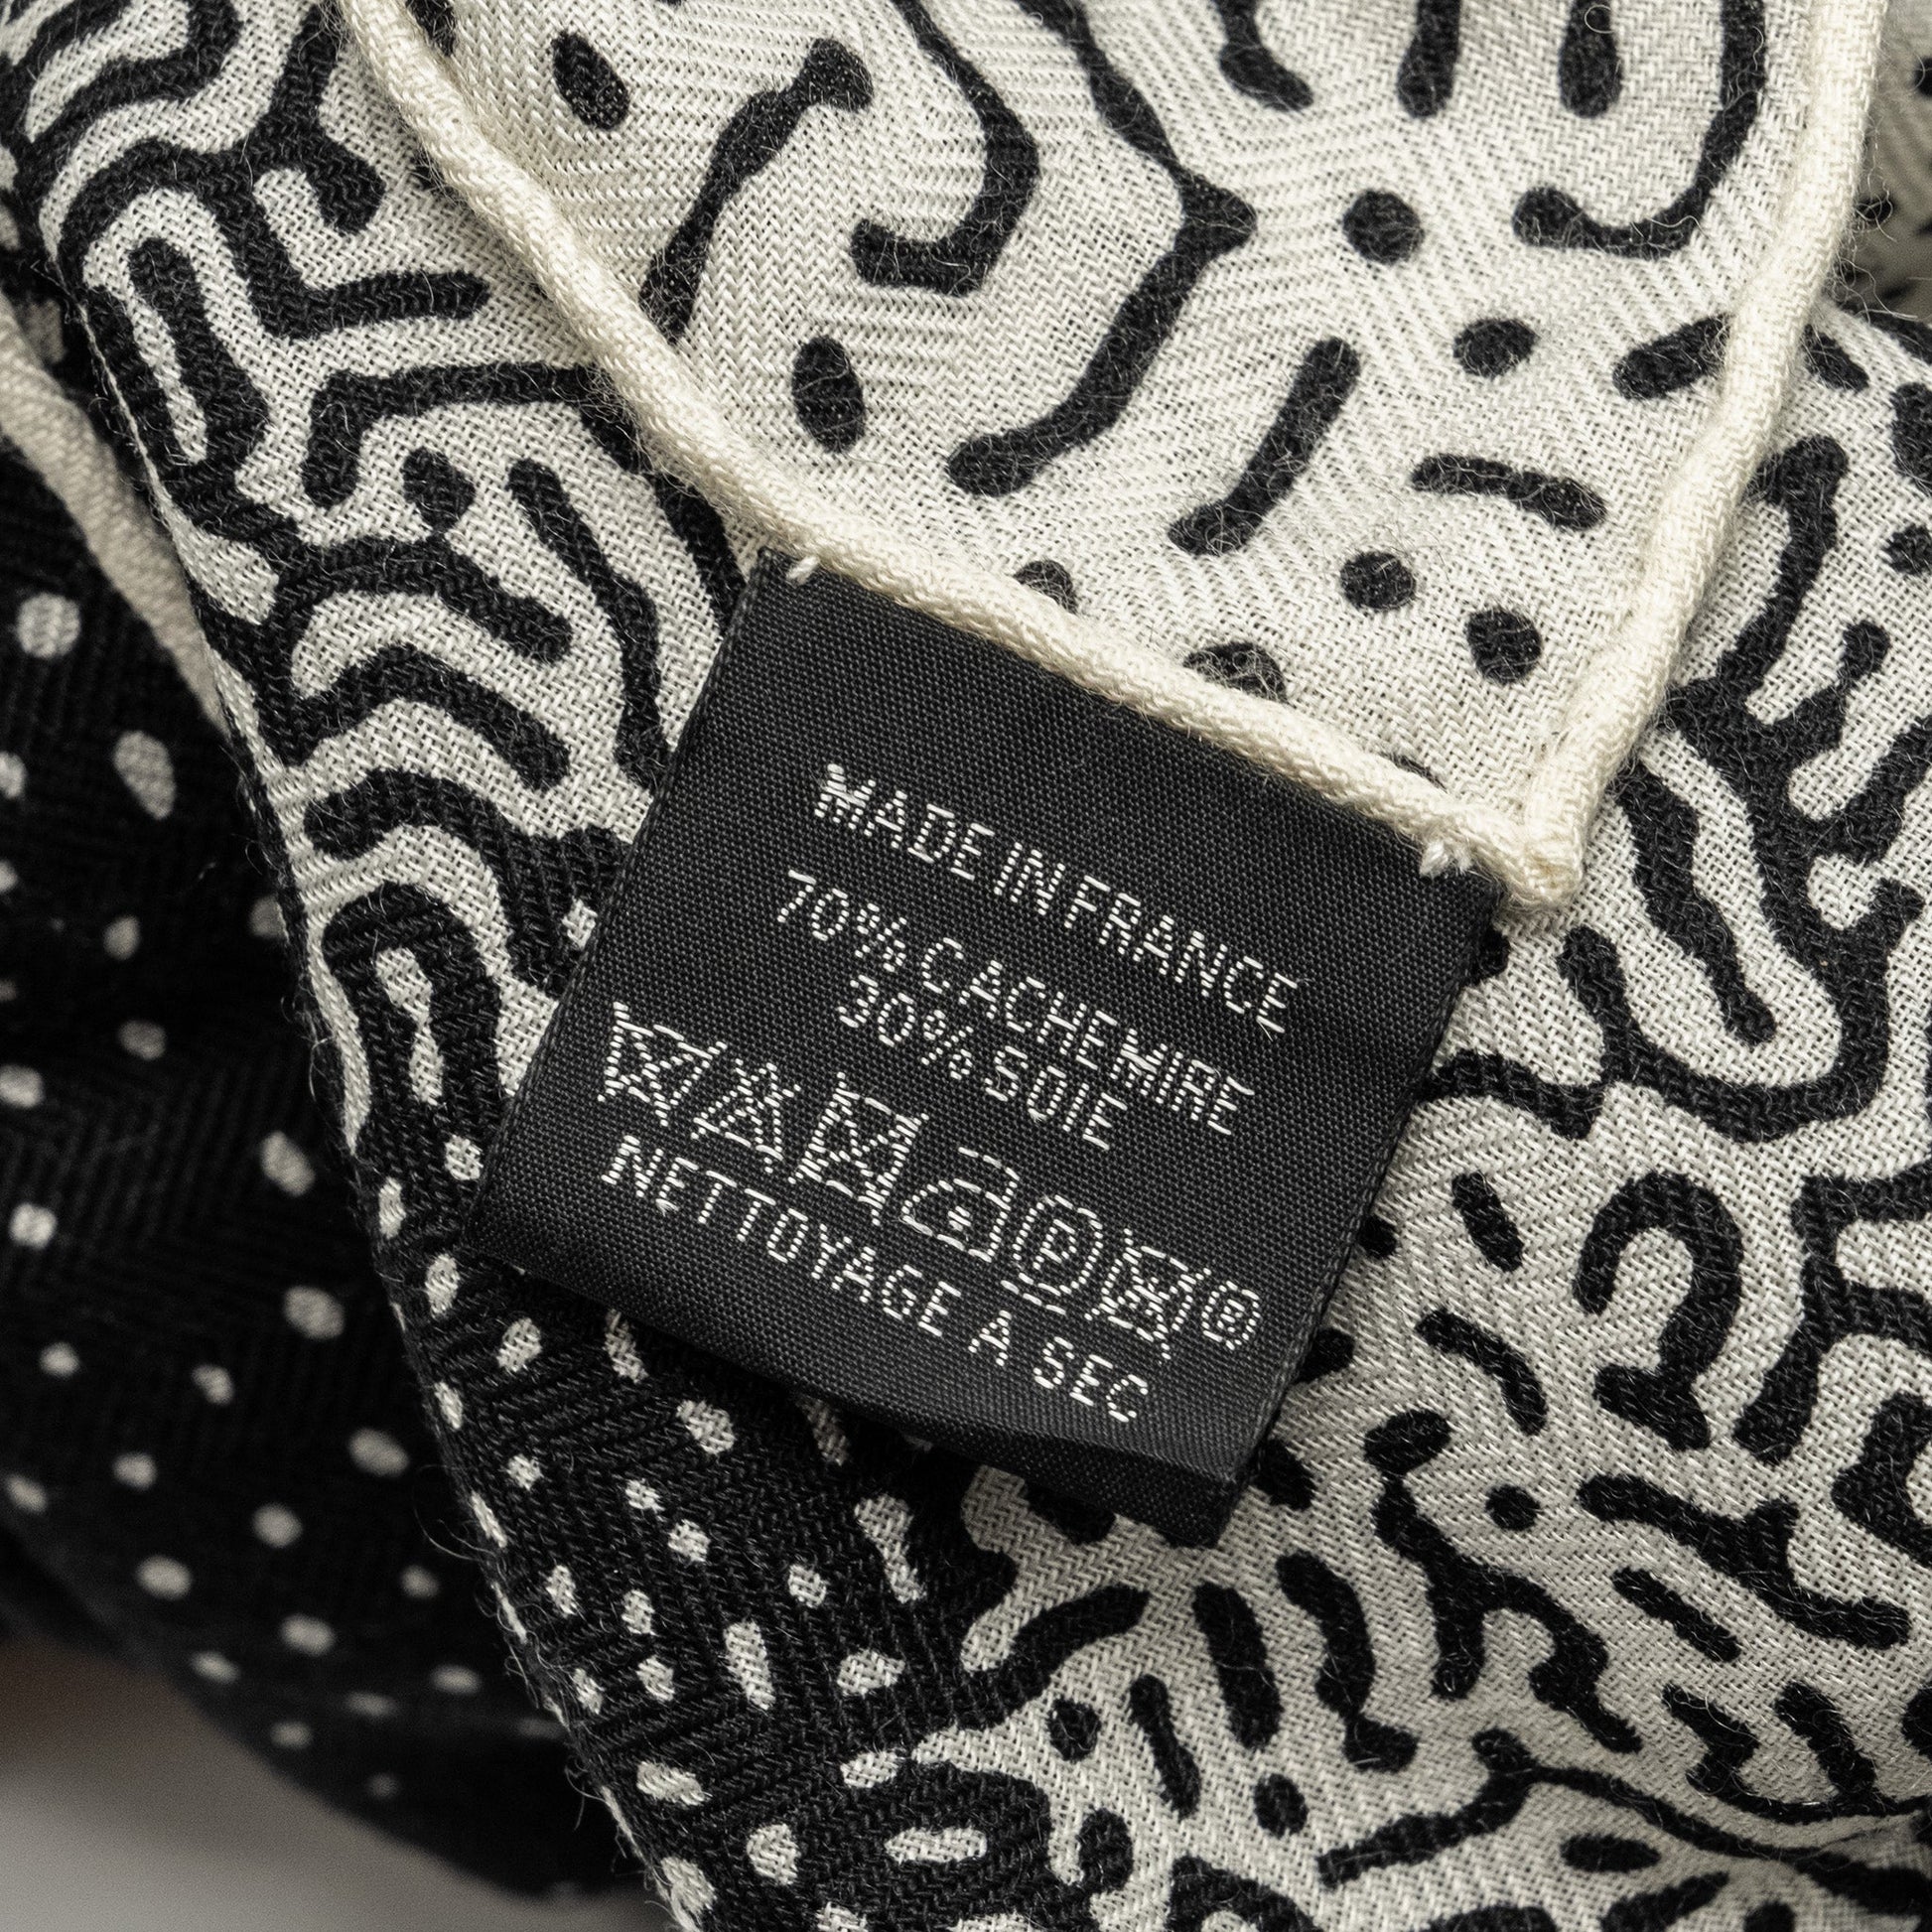 MADE IN FRANCE
70% CACHEMIRE
30% SOIE
P ®
NETTOYAGE A SEC